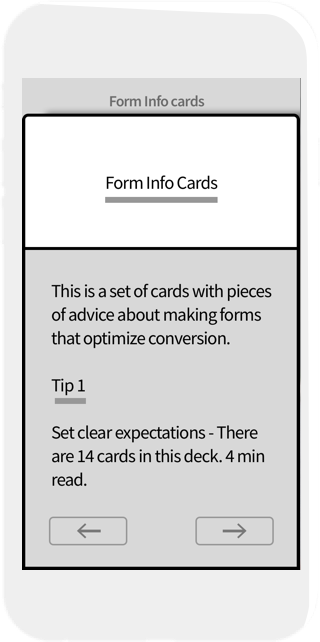 Form Info cards
Form Info Cards
This is a set of cards with pieces
of advice about making forms
that optimize conversion.
Tip 1
Set clear expectations - There
are 14 cards in this deck. 4 min
read.